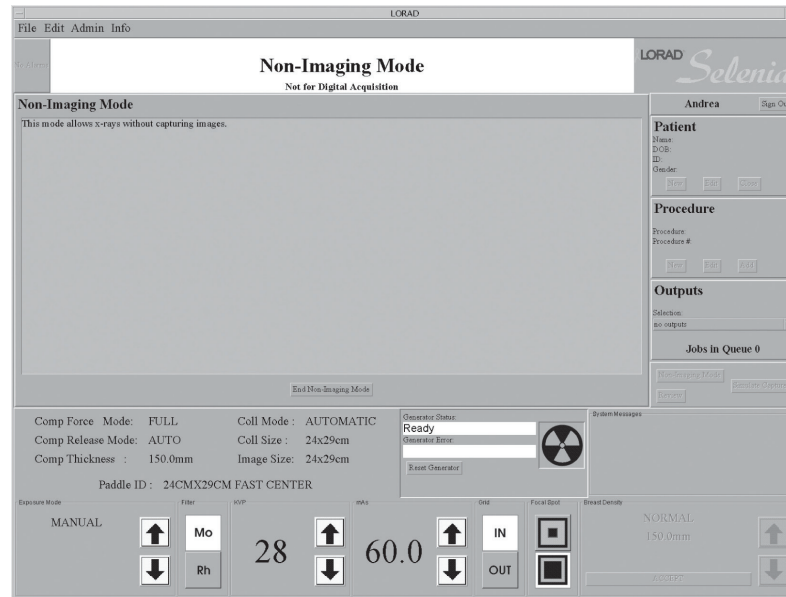 LORAD
File Edit Admin Info
No Alarms
Non-Imaging Mode
Not for Digital Acquisition
LORAD
Selenia
Non-Imaging Mode
This mode allows x-rays without capturing images.
End Non-Imaging Mode
Andrea
Sign Ou
Patient
Name:
DOB:
ID:
Gender:
New Edit Close
Procedure
Procedure:
Procedure #
New Edit Add
Outputs
Selection:
no outputs
Jobs in Queue 0
Non-Imaging Mode
Comp Force Mode: FULL
Comp Release Mode: AUTO
Comp Thickness : 150.0mm
Coll Mode : AUTOMATIC
Coll Size : 24x29cm
Image Size: 24x29cm
Paddle ID : 24CMX29CM FAST CENTER
Generator Status:
Ready
Generator Error:
Reset Generator
System Messages
Exposure Mode
MANUAL
Filter
Mo
Rh
kVP
28
mAs
60.0
Grid
IN
OUT
Focal Spot
Breast Density
NORMAL
150.0mm
ACCEPT